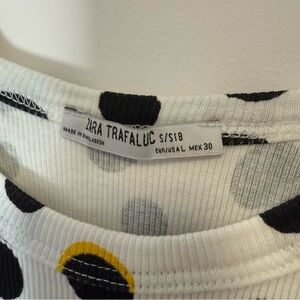 ZARA TRAFALUC S/S18
MADE IN BANGLADESH EUR/USA L MEX 30